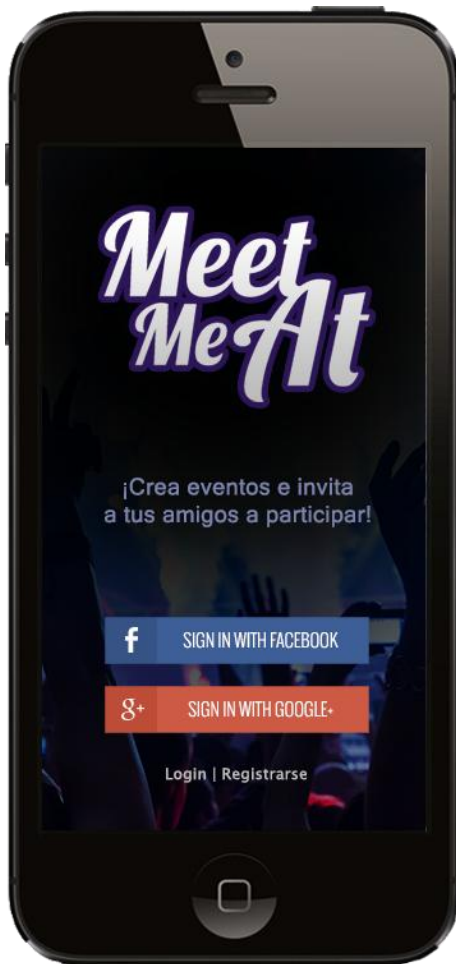 Meet
Me At
¡Crea eventos e invita
a tus amigos a participar!
f SIGN IN WITH FACEBOOK
g+ SIGN IN WITH GOOGLE+
Login | Registrarse